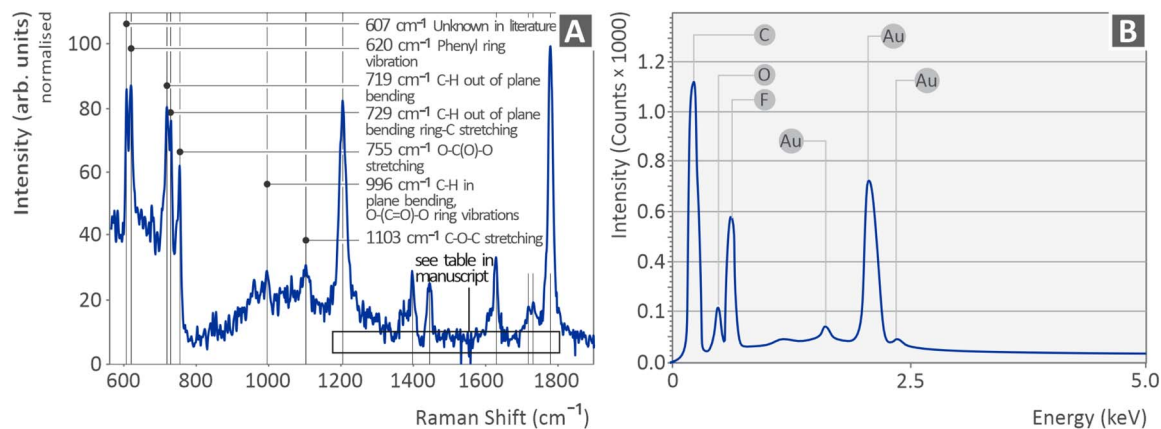 Intensity (arb. units)
normalised
100
80
60
40
20
0
600
800
1000
1200
1400
1600
1800
Raman Shift (cm⁻¹)
A
607 cm⁻¹ Unknown in literature
620 cm⁻¹ Phenyl ring
vibration
719 cm⁻¹ C-H out of plane
bending
729 cm⁻¹ C-H out of plane
bending ring-C stretching
755 cm⁻¹ O-C(O)-O
stretching
996 cm⁻¹ C-H in
plane bending,
O-(C=O)-O ring vibrations
1103 cm⁻¹ C-O-C stretching
see table in
manuscript
B
Intensity (Counts x 1000)
1.2
1.0
0.8
0.6
0.4
0.1
0.0
0
2.5
5.0
Energy (keV)
C
O
F
Au
Au
Au